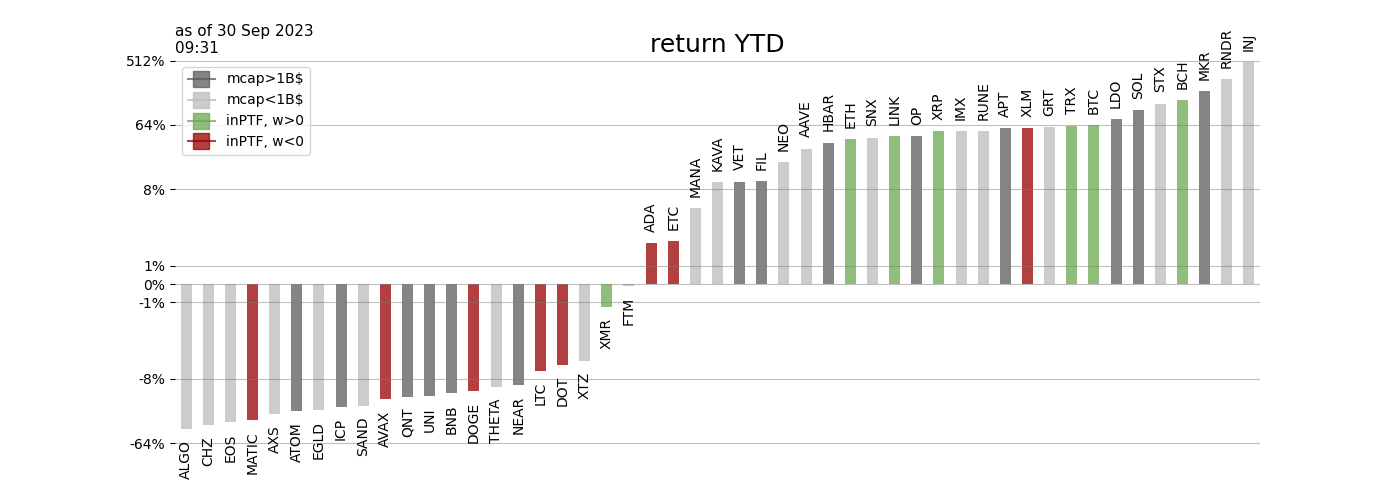 as of 30 Sep 2023
09:31
return YTD
512%
64%
8%
1%
0%
-1%
-8%
-64%
mcap>1B$
mcap<1B$
inPTF, w>0
inPTF, w<0
ALGO
CHZ
EOS
MATIC
AXS
ATOM
EGLD
ICP
SAND
AVAX
QNT
UNI
BNB
DOGE
THETA
NEAR
LTC
DOT
XTZ
XMR
FTM
ADA
ETC
MANA
KAVA
VET
FIL
NEO
AAVE
HBAR
ETH
SNX
LINK
OP
XRP
IMX
RUNE
APT
XLM
GRT
TRX
BTC
LDO
SOL
STX
BCH
MKR
RNDR
INJ